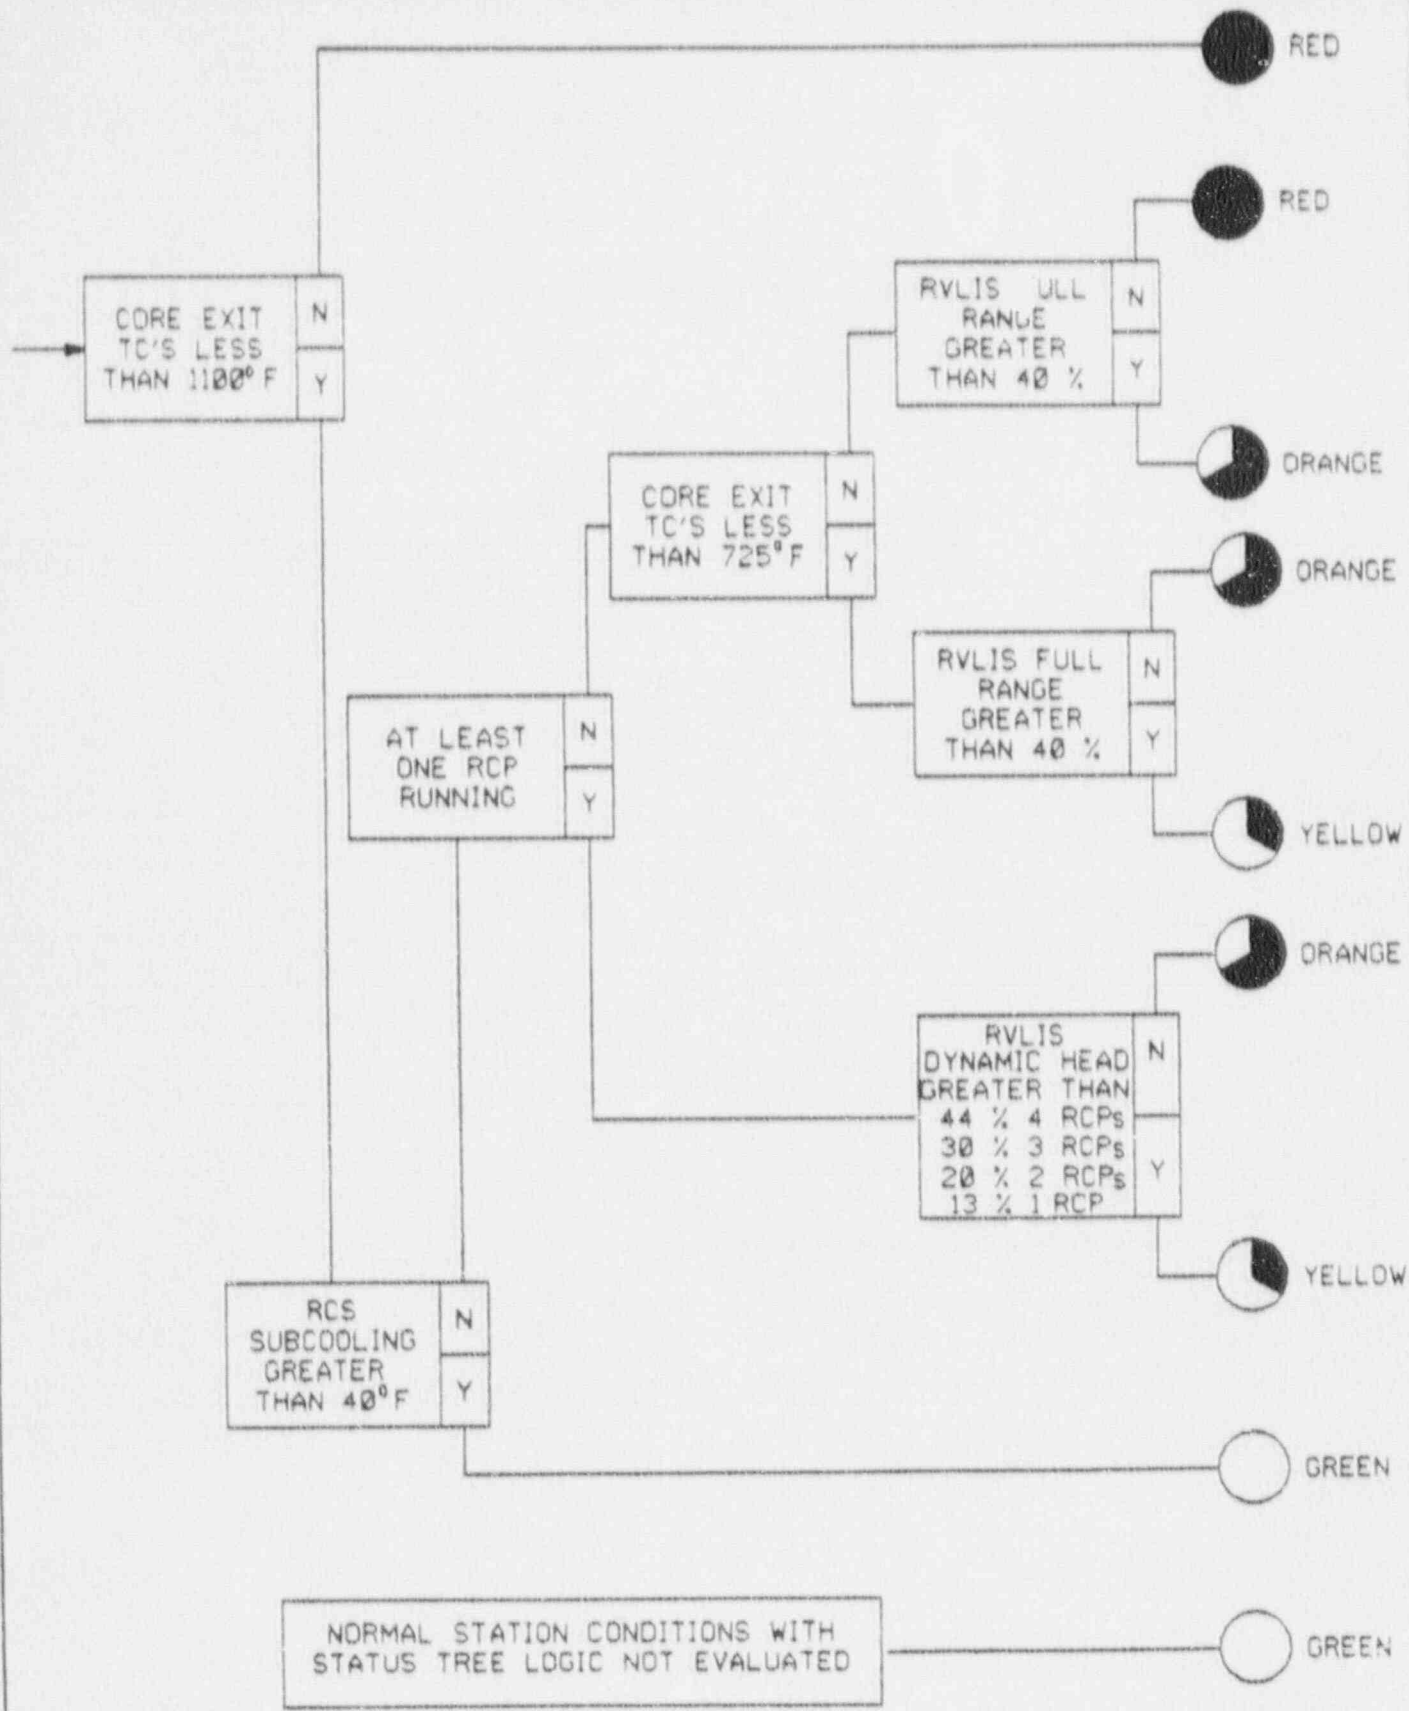 RED
RED
CORE EXIT
TC'S LESS
THAN 1100° F
N
Y
RVLIS ULL
RANGE
GREATER
THAN 40 %
N
Y
ORANGE
CORE EXIT
TC'S LESS
THAN 725° F
N
Y
ORANGE
RVLIS FULL
RANGE
GREATER
THAN 40 %
N
Y
YELLOW
AT LEAST
ONE RCP
RUNNING
N
Y
ORANGE
RVLIS
DYNAMIC HEAD
GREATER THAN
44 % 4 RCPs
30 % 3 RCPs
20 % 2 RCPs
13 % 1 RCP
N
Y
YELLOW
RCS
SUBCOOLING
GREATER
THAN 40° F
N
Y
GREEN
NORMAL STATION CONDITIONS WITH
STATUS TREE LOGIC NOT EVALUATED
GREEN